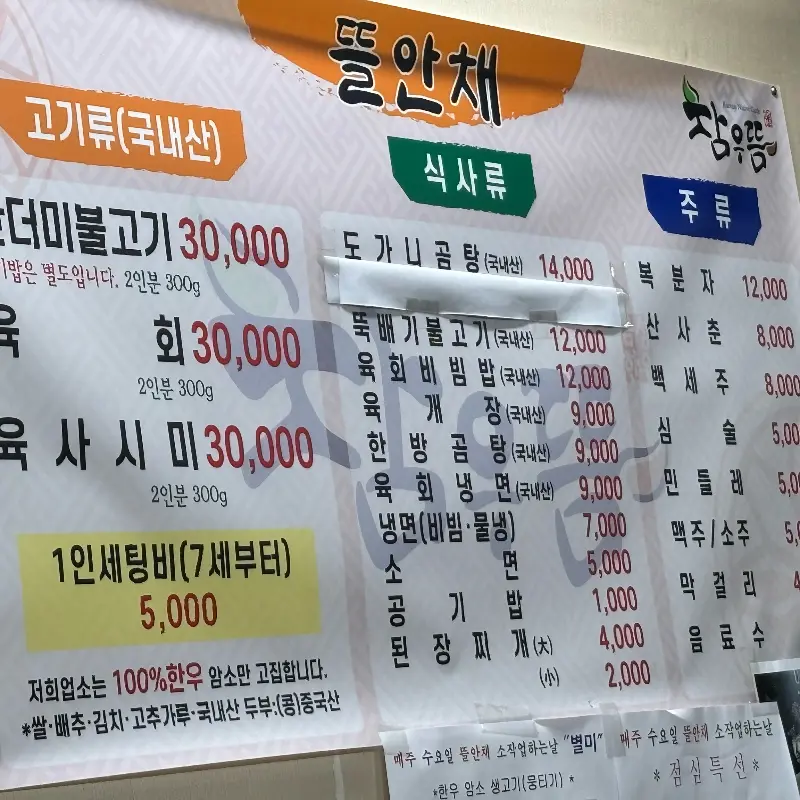 뜰안채
참우뜸
고기류(국내산)
더미불고기 30,000
밥은 별도입니다. 2인분 300g
육 회 30,000
2인분 300g
육사시미 30,000
2인분 300g
1인세팅비(7세부터)
5,000
저희업소는 100%한우 암소만 고집합니다.
*쌀·배추·김치·고추가루·국내산 두부:(콩)중국산
식사류
도가니곰탕(국내산) 14,000
뚝배기불고기(국내산) 12,000
육회비빔밥(국내산) 12,000
육개장(국내산) 9,000
한방곰탕(국내산) 9,000
육회냉면(국내산) 9,000
냉면(비빔·물냉) 7,000
소면 5,000
공기밥 1,000
된장찌개(大) 4,000
(小) 2,000
주류
복분자 12,000
산사춘 8,000
백세주 8,000
심술 5,00
민들레 5,0
맥주/소주 5,
막걸리 4
음료수
매주 수요일 뜰안채 소작업하는날 "별미"
*한우 암소 생고기(뭉티기)*
매주 수요일 뜰안채 소작업하는날
*점심특선*